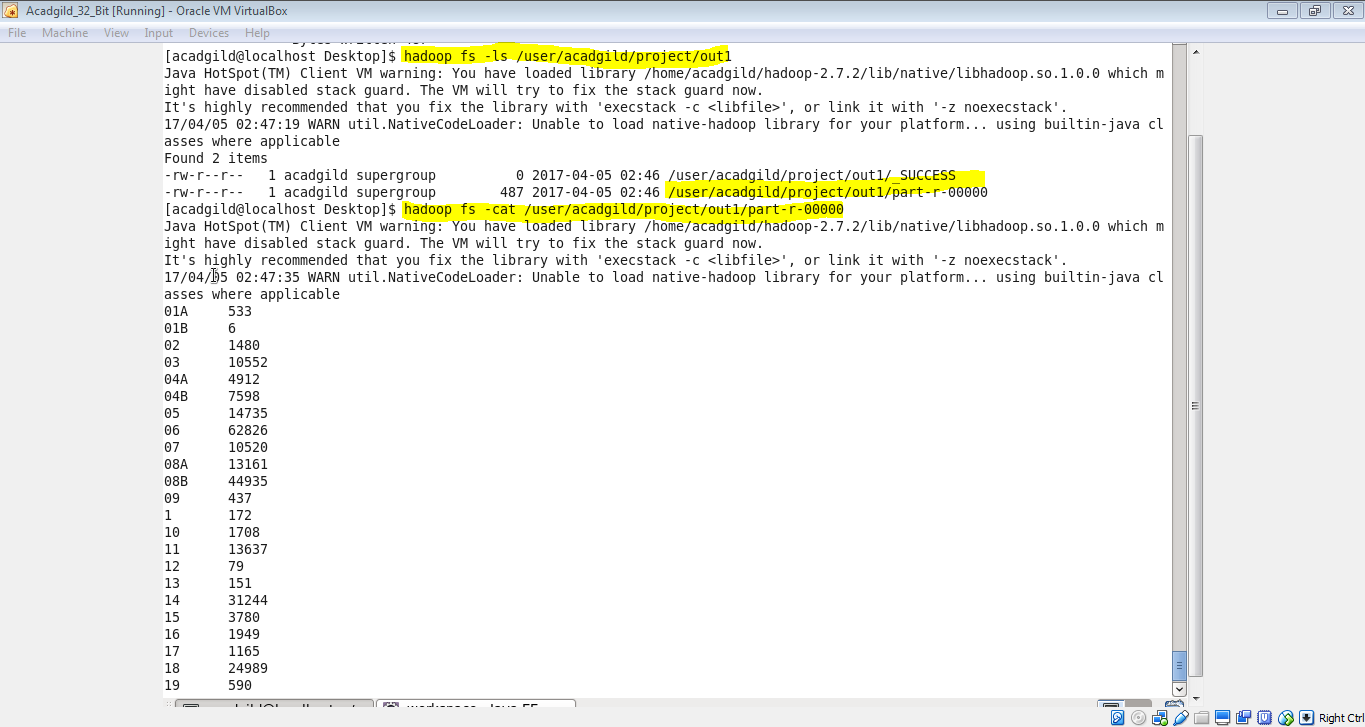 Acadgild_32_Bit [Running] - Oracle VM VirtualBox
File Machine View Input Devices Help
[acadgild@localhost Desktop]$ hadoop fs -ls /user/acadgild/project/out1
Java HotSpot(TM) Client VM warning: You have loaded library /home/acadgild/hadoop-2.7.2/lib/native/libhadoop.so.1.0.0 which m
ight have disabled stack guard. The VM will try to fix the stack guard now.
It's highly recommended that you fix the library with 'execstack -c <libfile>', or link it with '-z noexecstack'.
17/04/05 02:47:19 WARN util.NativeCodeLoader: Unable to load native-hadoop library for your platform... using builtin-java cl
asses where applicable
Found 2 items
-rw-r--r--   1 acadgild supergroup          0 2017-04-05 02:46 /user/acadgild/project/out1/_SUCCESS
-rw-r--r--   1 acadgild supergroup        487 2017-04-05 02:46 /user/acadgild/project/out1/part-r-00000
[acadgild@localhost Desktop]$ hadoop fs -cat /user/acadgild/project/out1/part-r-00000
Java HotSpot(TM) Client VM warning: You have loaded library /home/acadgild/hadoop-2.7.2/lib/native/libhadoop.so.1.0.0 which m
ight have disabled stack guard. The VM will try to fix the stack guard now.
It's highly recommended that you fix the library with 'execstack -c <libfile>', or link it with '-z noexecstack'.
17/04/05 02:47:35 WARN util.NativeCodeLoader: Unable to load native-hadoop library for your platform... using builtin-java cl
asses where applicable
01A 533
01B 6
02 1480
03 10552
04A 4912
04B 7598
05 14735
06 62826
07 10520
08A 13161
08B 44935
09 437
1 172
10 1708
11 13637
12 79
13 151
14 31244
15 3780
16 1949
17 1165
18 24989
19 590
Right Ctrl